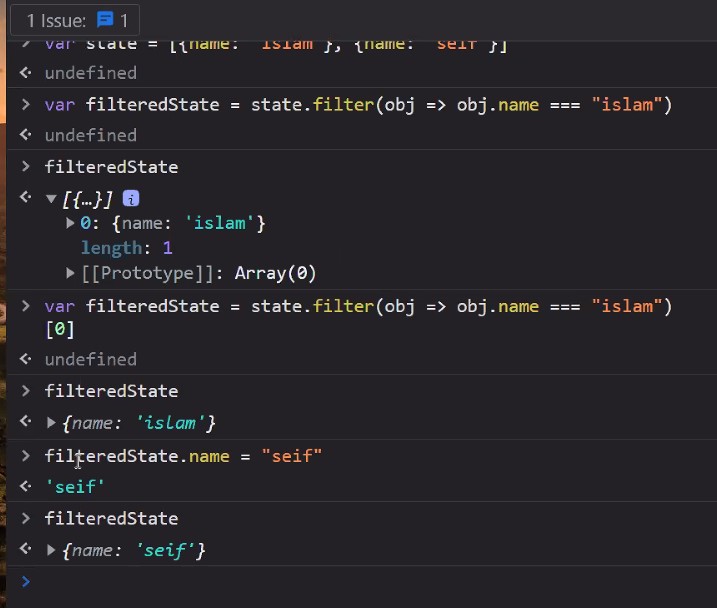 1 Issue: 1
var state = [{name: "islam"}, {name: "seif"}]
undefined
var filteredState = state.filter(obj => obj.name === "islam")
undefined
filteredState
[{…}] i
0: {name: 'islam'}
length: 1
[[Prototype]]: Array(0)
var filteredState = state.filter(obj => obj.name === "islam")
[0]
undefined
filteredState
{name: 'islam'}
filteredState.name = "seif"
'seif'
filteredState
{name: 'seif'}